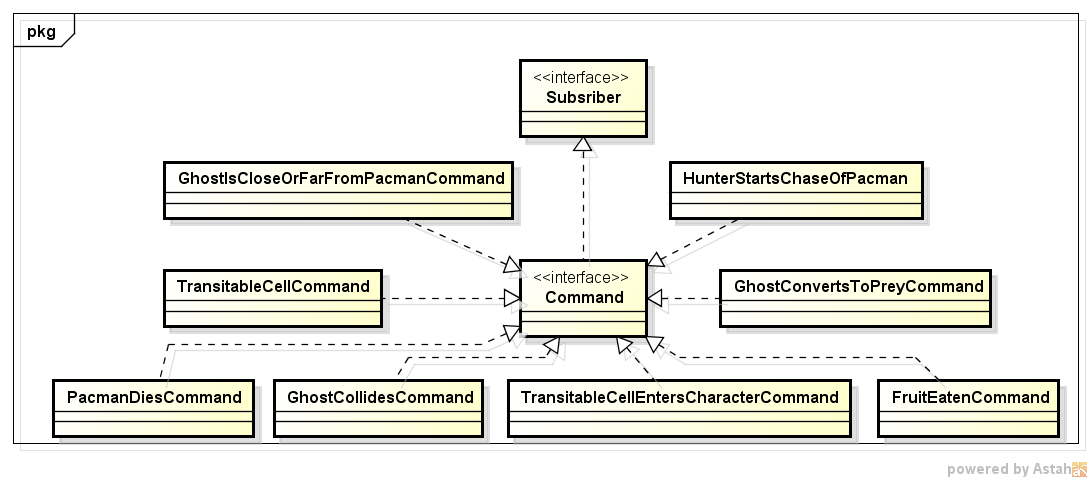 pkg
<<interface>>
Subsriber
GhostIsCloseOrFarFromPacmanCommand
HunterStartsChaseOfPacman
<<interface>>
Command
TransitableCellCommand
GhostConvertsToPreyCommand
PacmanDiesCommand
GhostCollidesCommand
TransitableCellEntersCharacterCommand
FruitEatenCommand
powered by Astah